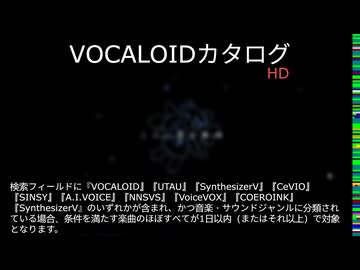 VOCALOIDカタログ
HD
検索フィールドに『VOCALOID』『UTAU』『SynthesizerV』『CeVIO』
『SINSY』『A.I.VOICE』『NNSVS』『VoiceVOX』『COEROINK』
『SynthesizerV』のいずれかが含まれ、かつ音楽・サウンドジャンルに分類され
ている場合、条件を満たす楽曲のほぼすべてが1日以内（またはそれ以上）で対象
となります。